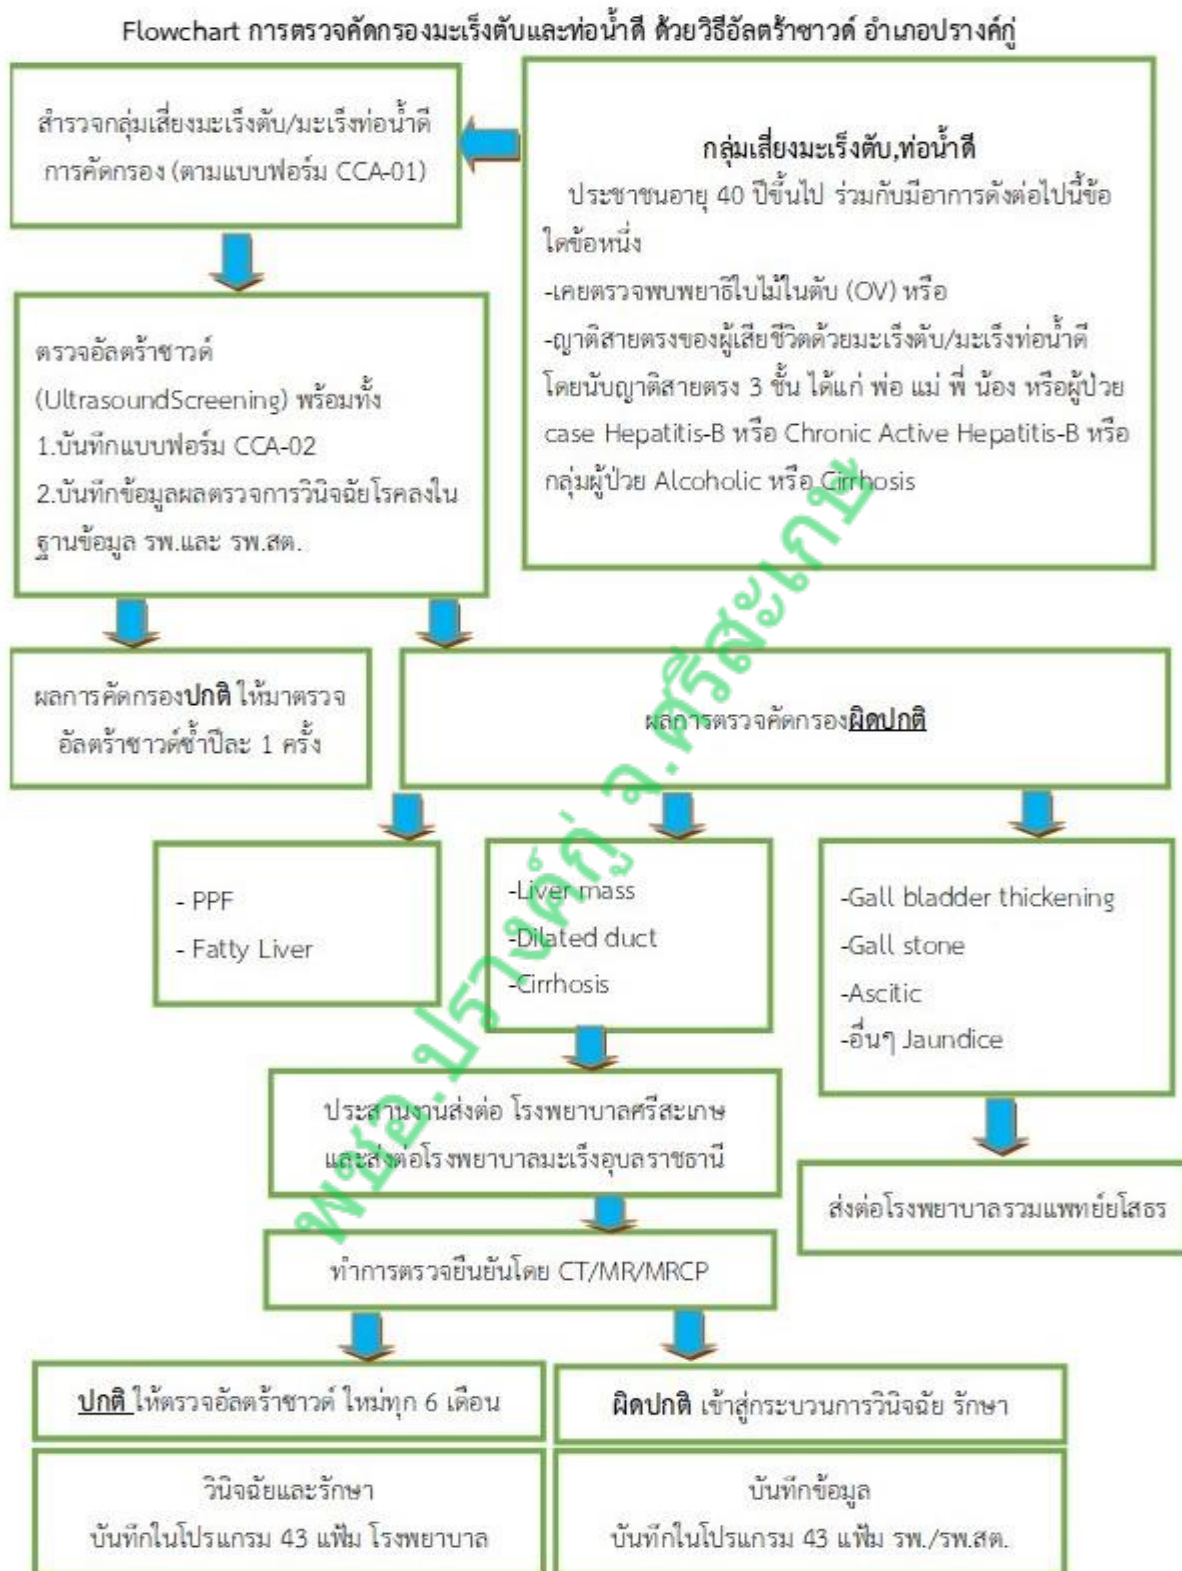 Flowchart การตรวจคัดกรองมะเร็งตับและท่อน้ำดี ด้วยวิธีอัลตร้าซาวด์ อำเภอปรางค์กู่
สำรวจกลุ่มเสี่ยงมะเร็งตับ/มะเร็งท่อน้ำดี
การคัดกรอง (ตามแบบฟอร์ม CCA-01)
กลุ่มเสี่ยงมะเร็งตับ,ท่อน้ำดี
ประชาชนอายุ 40 ปีขึ้นไป ร่วมกับมีอาการดังต่อไปนี้ข้อ
ใดข้อหนึ่ง
-เคยตรวจพบพยาธิใบไม้ในตับ (OV) หรือ
-ญาติสายตรงของผู้เสียชีวิตด้วยมะเร็งตับ/มะเร็งท่อน้ำดี
โดยนับญาติสายตรง 3 ชั้น ได้แก่ พ่อ แม่ พี่ น้อง หรือผู้ป่วย
case Hepatitis-B หรือ Chronic Active Hepatitis-B หรือ
กลุ่มผู้ป่วย Alcoholic หรือ Cirrhosis
ตรวจอัลตร้าซาวด์
(UltrasoundScreening) พร้อมทั้ง
1.บันทึกแบบฟอร์ม CCA-02
2.บันทึกข้อมูลผลตรวจการวินิจฉัยโรคลงใน
ฐานข้อมูล รพ.และ รพ.สต.
ผลการคัดกรองปกติ ให้มาตรวจ
อัลตร้าซาวด์ซ้ำปีละ 1 ครั้ง
ผลการตรวจคัดกรองผิดปกติ
- PPF
- Fatty Liver
-Liver mass
-Dilated duct
-Cirrhosis
-Gall bladder thickening
-Gall stone
-Ascitic
-อื่นๆ Jaundice
ประสานงานส่งต่อ โรงพยาบาลศรีสะเกษ
และส่งต่อโรงพยาบาลมะเร็งอุบลราชธานี
ส่งต่อโรงพยาบาลรวมแพทย์ยโสธร
ทำการตรวจยืนยันโดย CT/MR/MRCP
ปกติ ให้ตรวจอัลตร้าซาวด์ ใหม่ทุก 6 เดือน
ผิดปกติ เข้าสู่กระบวนการวินิจฉัย รักษา
วินิจฉัยและรักษา
บันทึกในโปรแกรม 43 แฟ้ม โรงพยาบาล
บันทึกข้อมูล
บันทึกในโปรแกรม 43 แฟ้ม รพ./รพ.สต.
พชอ.ปรางค์กู่ จ.ศรีสะเกษ